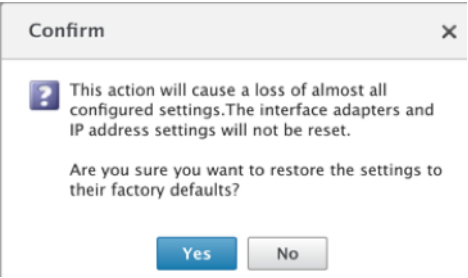 Confirm
This action will cause a loss of almost all
configured settings.The interface adapters and
IP address settings will not be reset.
Are you sure you want to restore the settings to
their factory defaults?
Yes No